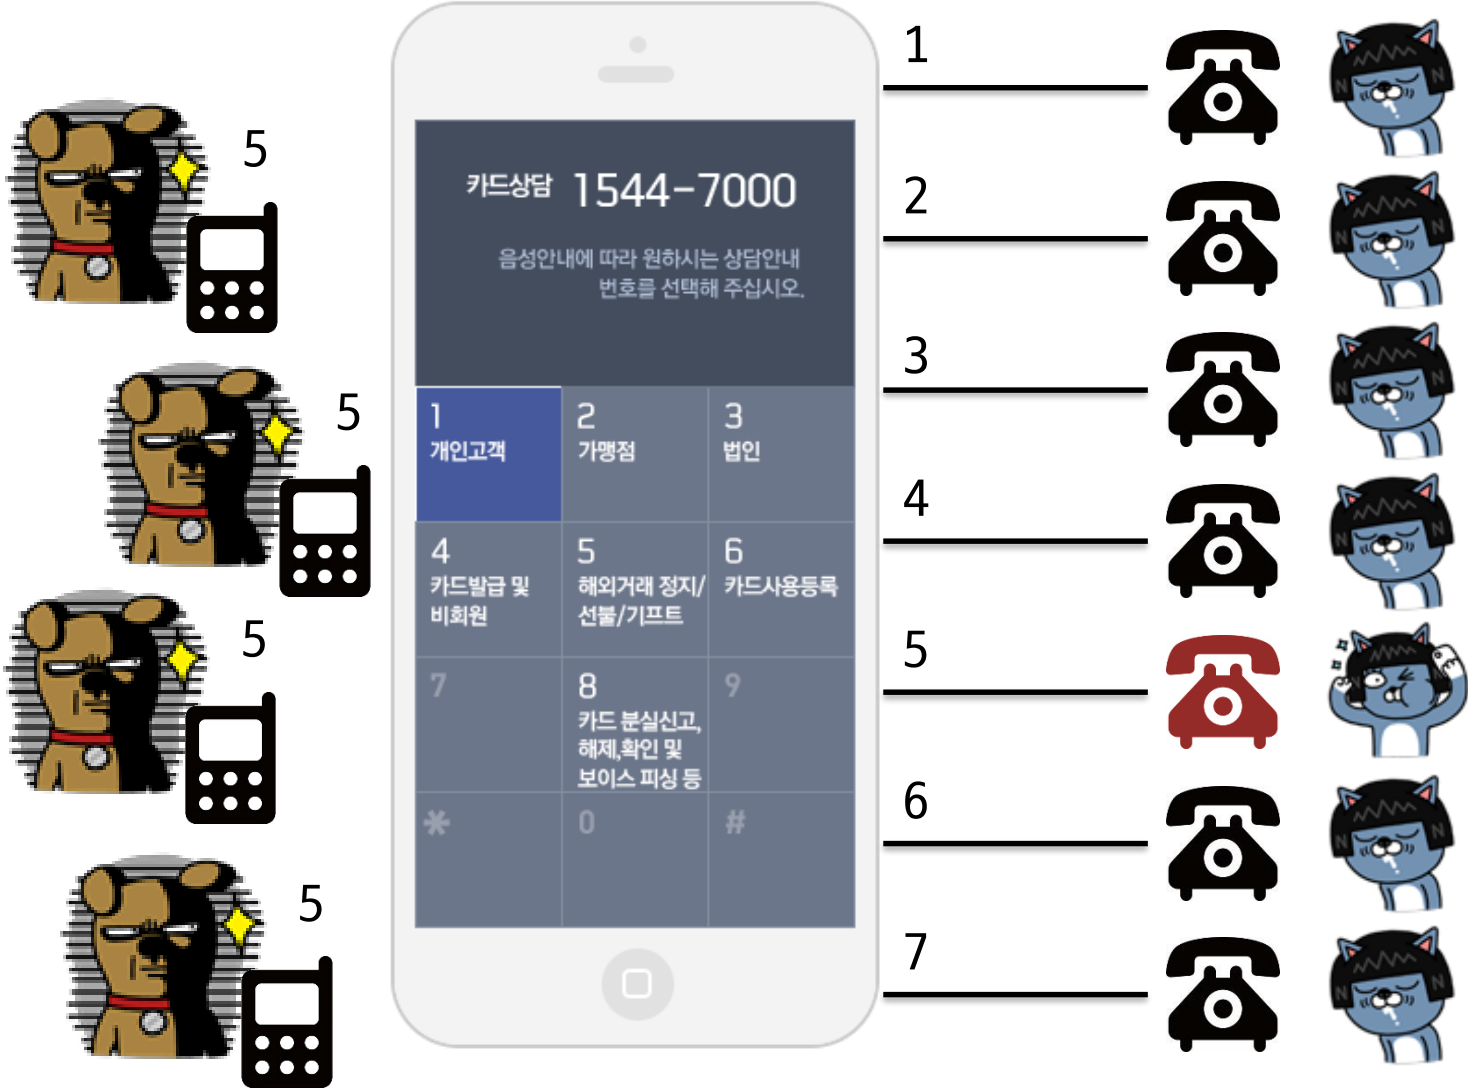 5
5
5
5
카드상담 1544-7000
음성안내에 따라 원하시는 상담안내
번호를 선택해 주십시오.
1
개인고객
2
가맹점
3
법인
4
카드발급 및
비회원
5
해외거래 정지/
선불/기프트
6
카드사용등록
7
8
카드 분실신고,
해제,확인 및
보이스 피싱 등
9
*
0
#
1
2
3
4
5
6
7
N
N
N
N
N
N
N
N
N
N
N
N